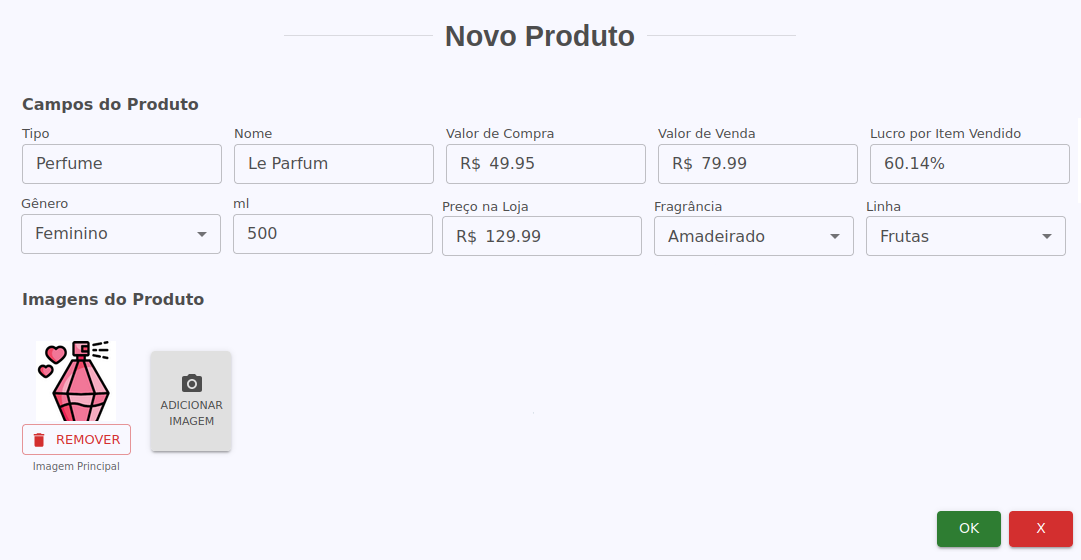 Novo Produto
Campos do Produto
Tipo
Nome
Valor de Compra
Valor de Venda
Lucro por Item Vendido
Perfume
Le Parfum
R$ 49.95
R$ 79.99
60.14%
Gênero
ml
Preço na Loja
Fragrância
Linha
Feminino
500
R$ 129.99
Amadeirado
Frutas
Imagens do Produto
ADICIONAR
IMAGEM
REMOVER
Imagem Principal
OK
X